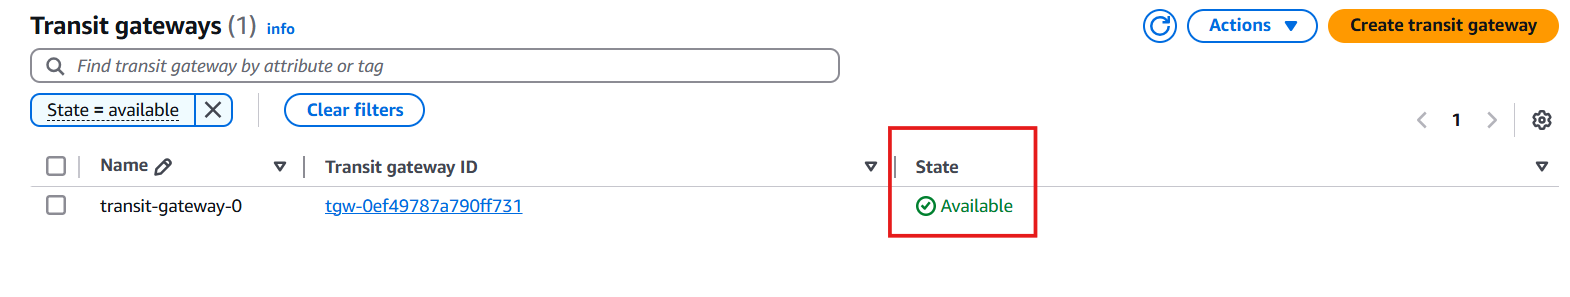 Transit gateways (1) info
Actions
Create transit gateway
Find transit gateway by attribute or tag
State = available
Clear filters
1
Name
Transit gateway ID
State
transit-gateway-0
tgw-0ef49787a790ff731
Available